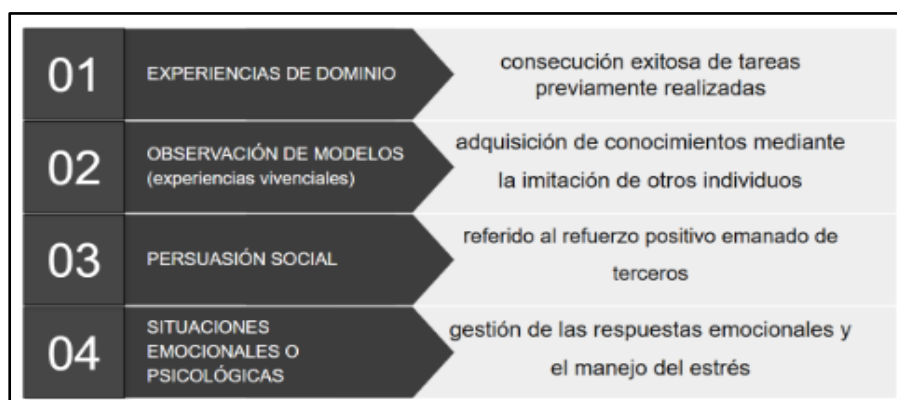 01
EXPERIENCIAS DE DOMINIO
consecución exitosa de tareas
previamente realizadas
02
OBSERVACIÓN DE MODELOS
(experiencias vivenciales)
adquisición de conocimientos mediante
la imitación de otros individuos
03
PERSUASIÓN SOCIAL
referido al refuerzo positivo emanado de
terceros
04
SITUACIONES
EMOCIONALES O
PSICOLÓGICAS
gestión de las respuestas emocionales y
el manejo del estrés